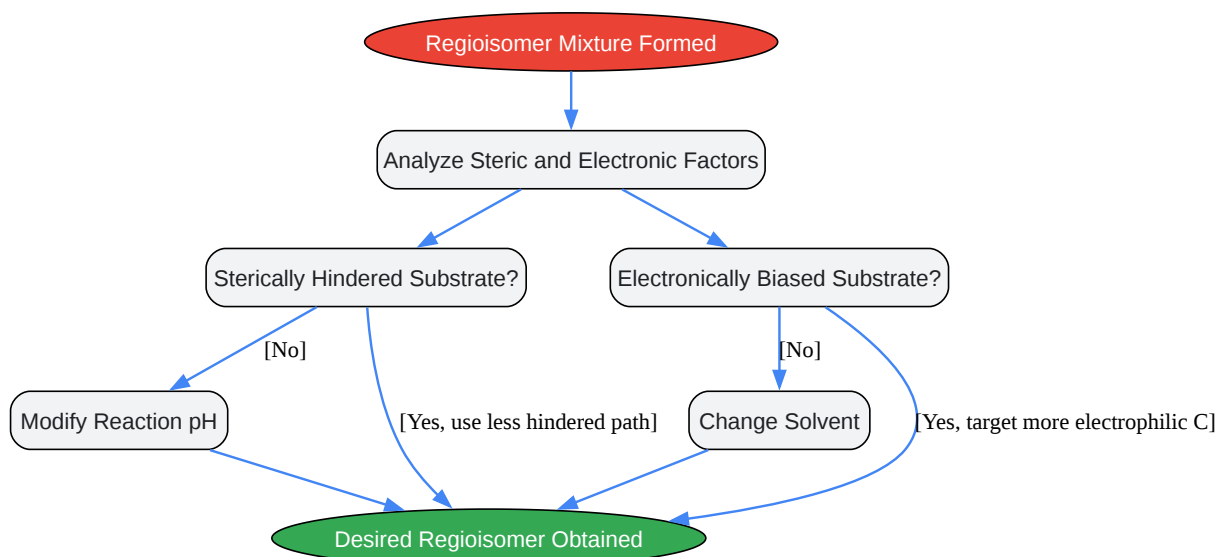 Regioisomer Mixture Formed
Analyze Steric and Electronic Factors
Sterically Hindered Substrate?
Electronically Biased Substrate?
[No]
[No]
Modify Reaction pH
[Yes, use less hindered path]
Change Solvent
[Yes, target more electrophilic C]
Desired Regioisomer Obtained